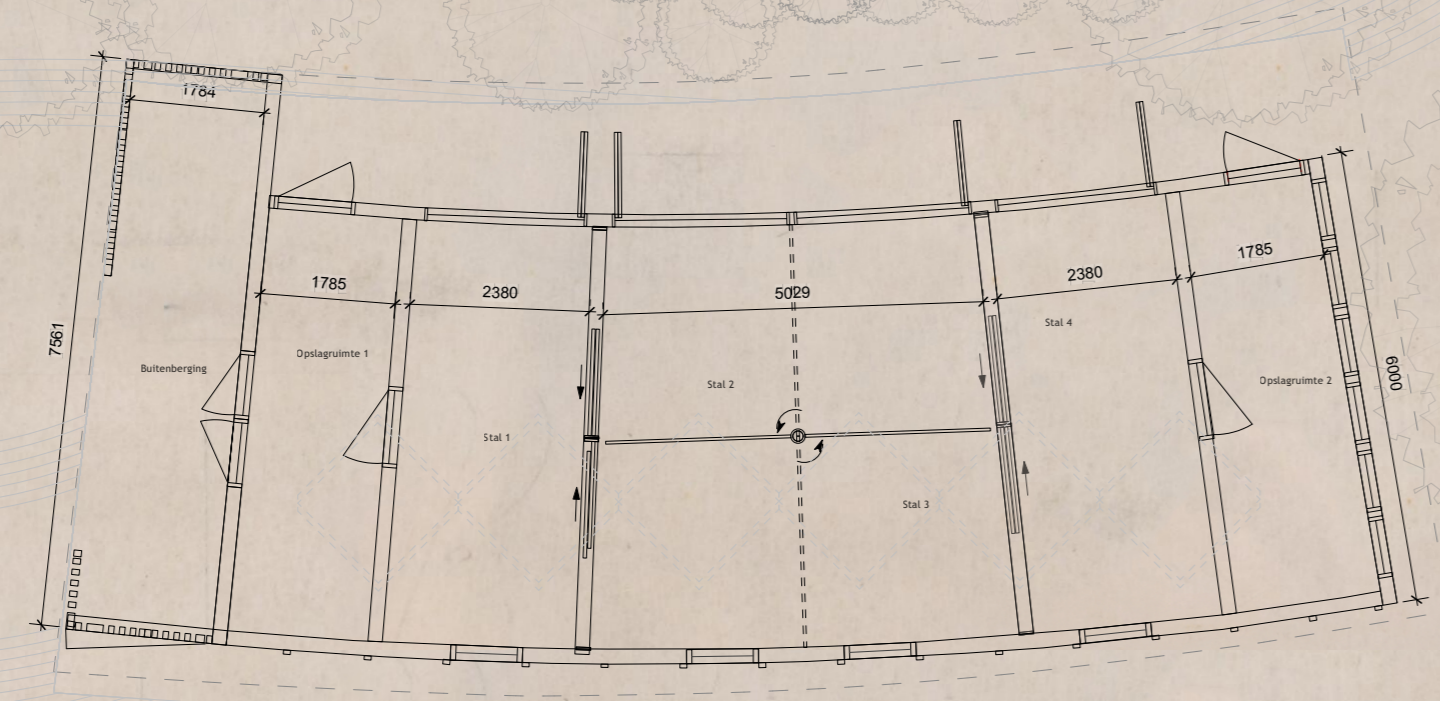 1784
1785
2380
5029
2380
1785
7561
6000
Buitenberging
Opslagruimte 1
Stal 1
Stal 2
Stal 3
Stal 4
Opslagruimte 2